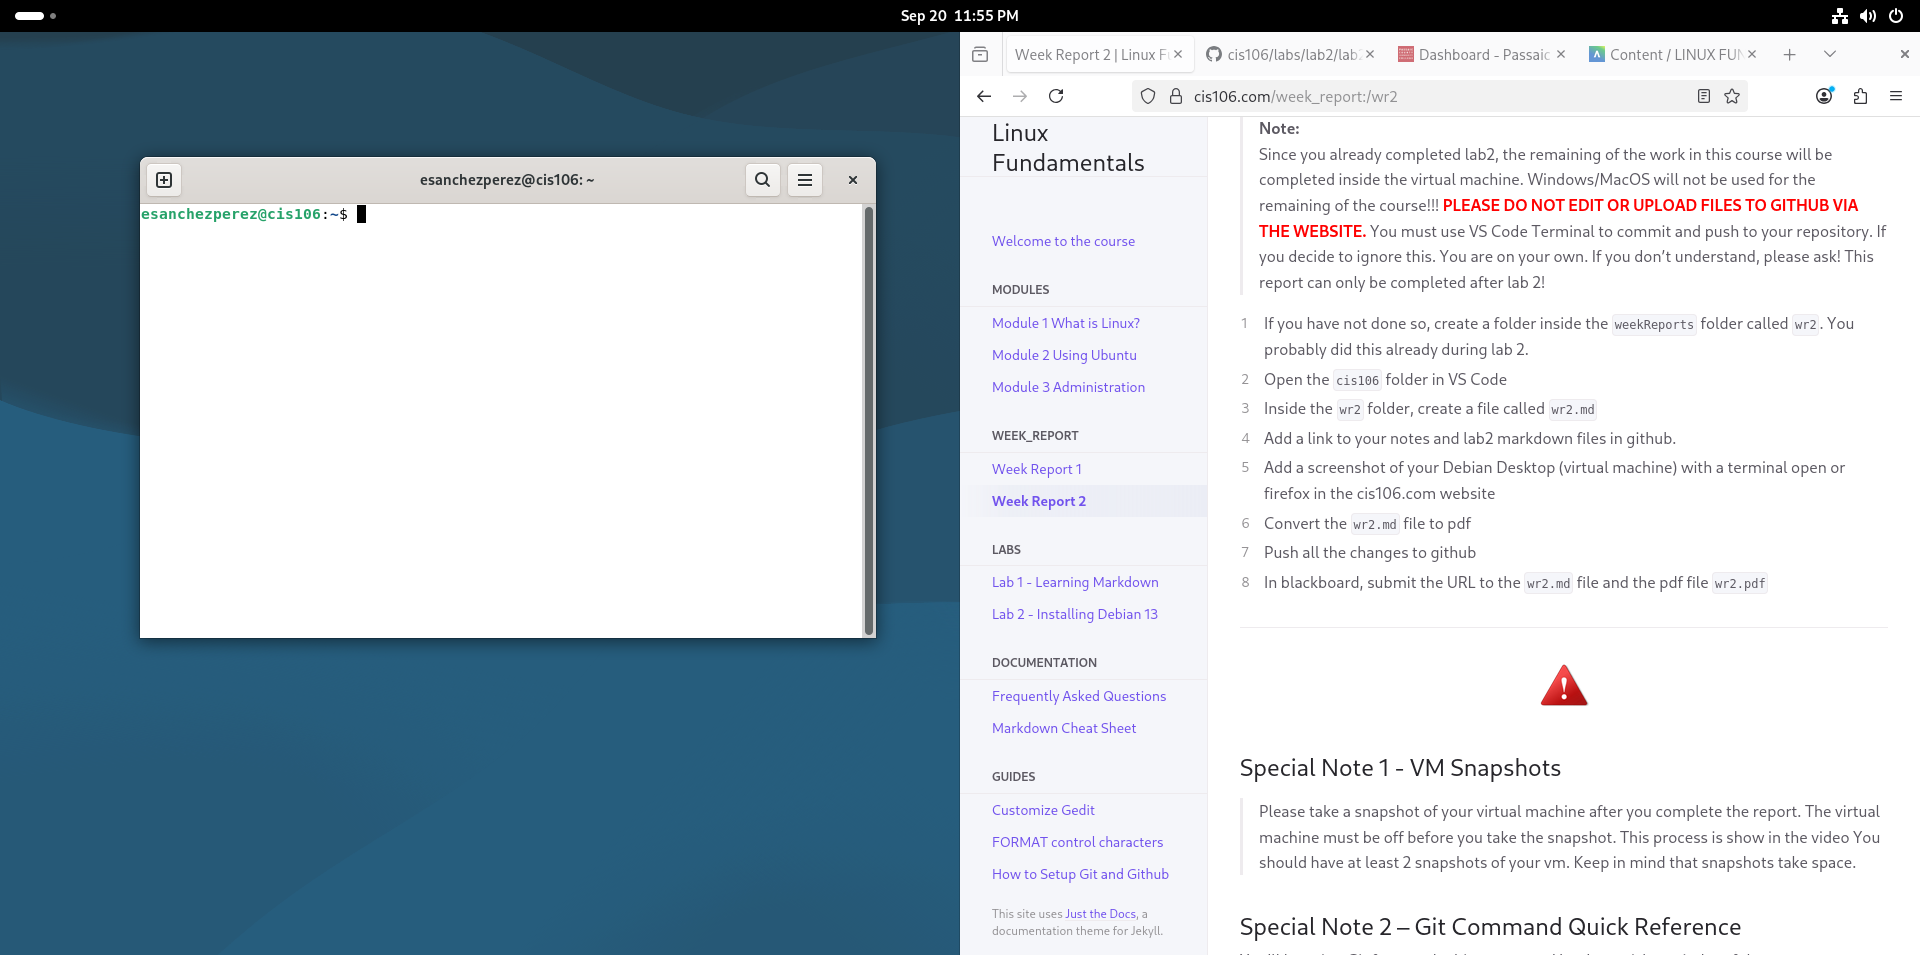 Sep 20 11:55 PM
esanchezperez@cis106: ~
esanchezperez@cis106:~$
Week Report 2 | Linux F
cis106/labs/lab2/lab
Dashboard - Passaic
Content / LINUX FUN
cis106.com/week_report:/wr2
Linux
Fundamentals
Welcome to the course
MODULES
Module 1 What is Linux?
Module 2 Using Ubuntu
Module 3 Administration
WEEK_REPORT
Week Report 1
Week Report 2
LABS
Lab 1 - Learning Markdown
Lab 2 - Installing Debian 13
DOCUMENTATION
Frequently Asked Questions
Markdown Cheat Sheet
GUIDES
Customize Gedit
FORMAT control characters
How to Setup Git and Github
This site uses Just the Docs, a
documentation theme for Jekyll.
Note:
Since you already completed lab2, the remaining of the work in this course will be
completed inside the virtual machine. Windows/MacOS will not be used for the
remaining of the course!!! PLEASE DO NOT EDIT OR UPLOAD FILES TO GITHUB VIA
THE WEBSITE. You must use VS Code Terminal to commit and push to your repository. If
you decide to ignore this. You are on your own. If you don’t understand, please ask! This
report can only be completed after lab 2!
1 If you have not done so, create a folder inside the weekReports folder called wr2. You
probably did this already during lab 2.
2 Open the cis106 folder in VS Code
3 Inside the wr2 folder, create a file called wr2.md
4 Add a link to your notes and lab2 markdown files in github.
5 Add a screenshot of your Debian Desktop (virtual machine) with a terminal open or
firefox in the cis106.com website
6 Convert the wr2.md file to pdf
7 Push all the changes to github
8 In blackboard, submit the URL to the wr2.md file and the pdf file wr2.pdf
Special Note 1 - VM Snapshots
Please take a snapshot of your virtual machine after you complete the report. The virtual
machine must be off before you take the snapshot. This process is show in the video You
should have at least 2 snapshots of your vm. Keep in mind that snapshots take space.
Special Note 2 – Git Command Quick Reference